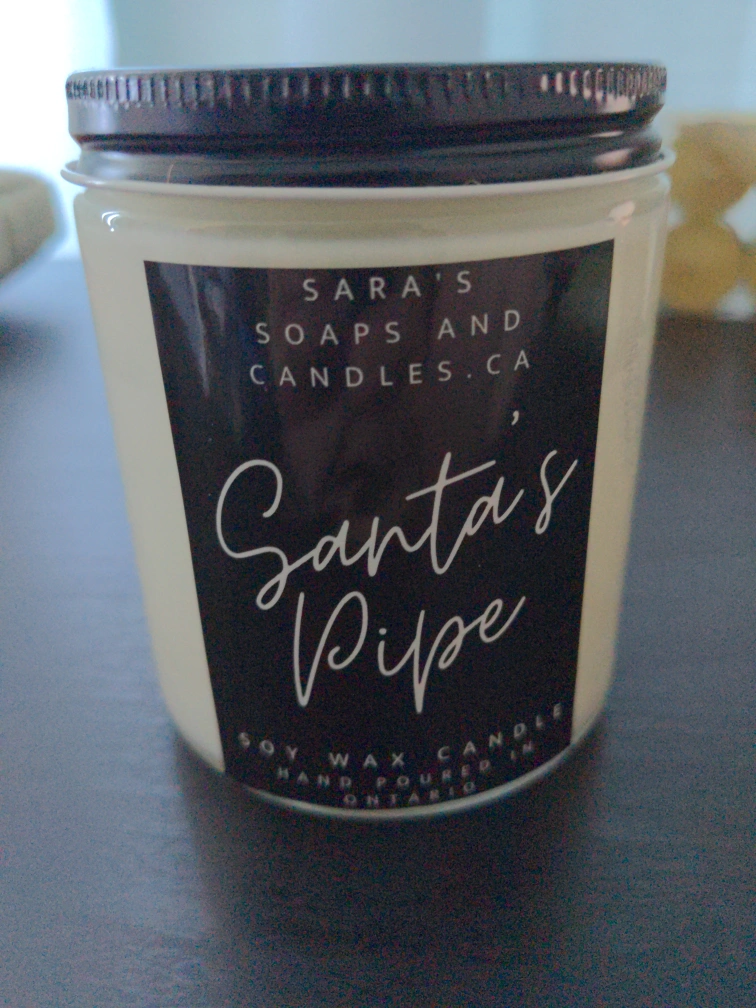 SARA'S
SOAPS AND
CANDLES.CA
Santa's
Pipe
SOY WAX CANDLE
HAND POURED IN
ONTARIO